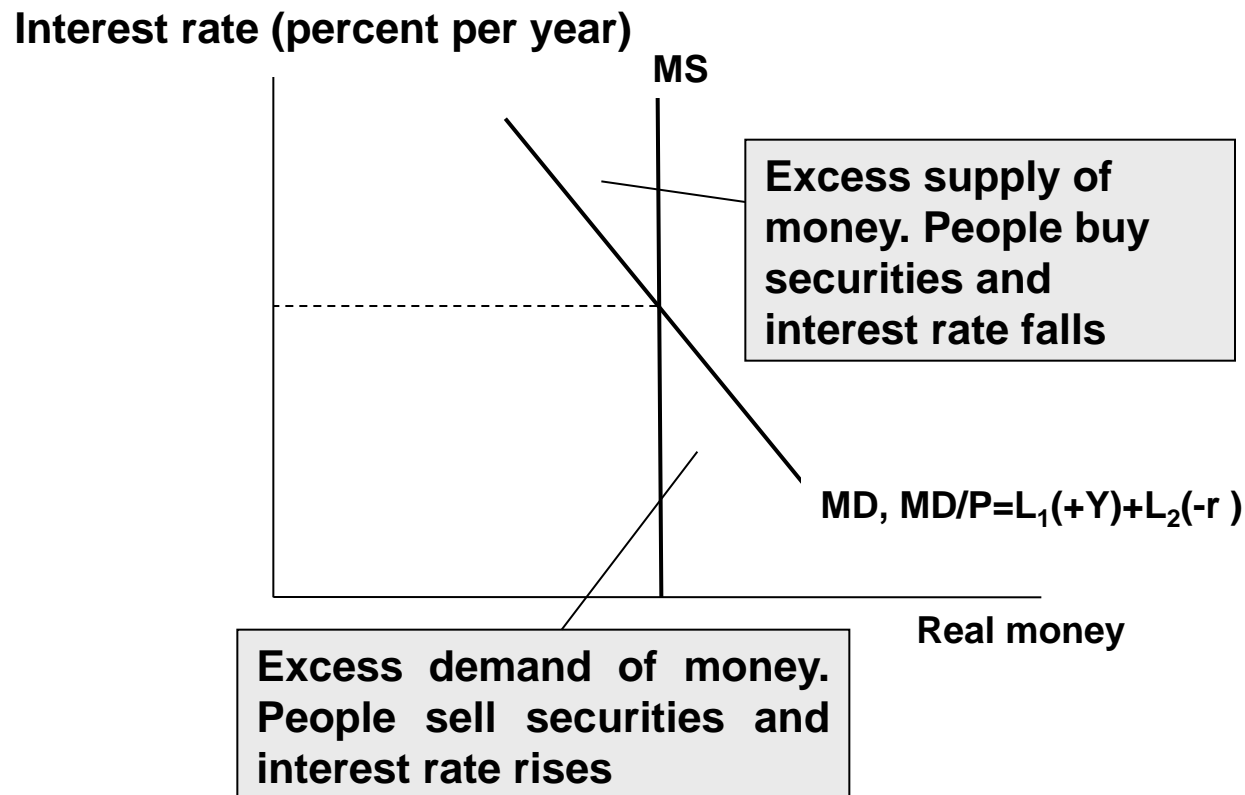 Interest rate (percent per year)
MS
Excess supply of
money. People buy
securities and
interest rate falls
MD, MD/P=L₁(+Y)+L₂(-r )
Real money
Excess demand of money.
People sell securities and
interest rate rises